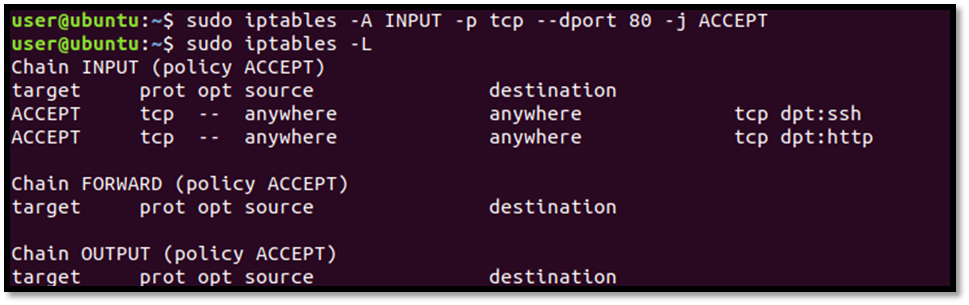 user@ubuntu:~$ sudo iptables -A INPUT -p tcp --dport 80 -j ACCEPT
user@ubuntu:~$ sudo iptables -L
Chain INPUT (policy ACCEPT)
target     prot opt source               destination
ACCEPT     tcp  --  anywhere             anywhere             tcp dpt:ssh
ACCEPT     tcp  --  anywhere             anywhere             tcp dpt:http
Chain FORWARD (policy ACCEPT)
target     prot opt source               destination
Chain OUTPUT (policy ACCEPT)
target     prot opt source               destination